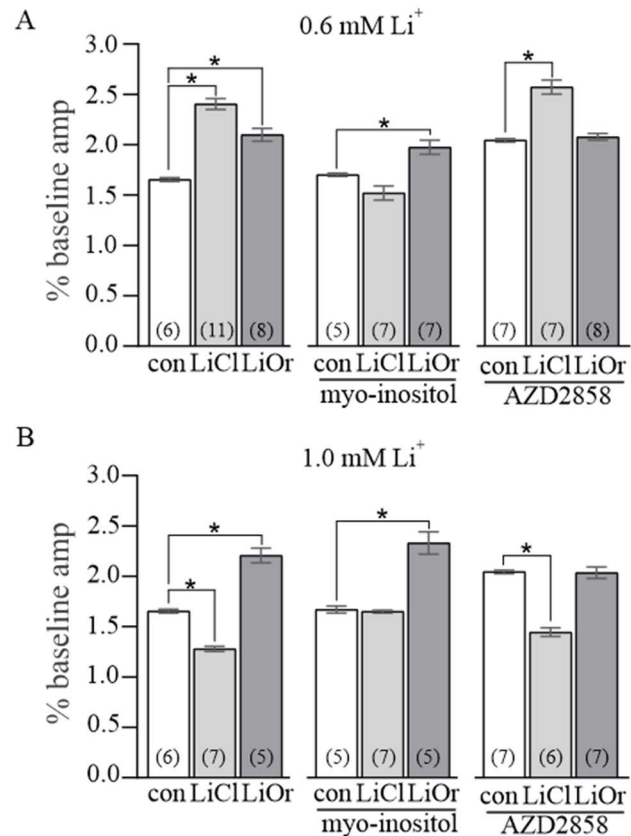 A
0.6 mM Li⁺
% baseline amp
3.0
2.5
2.0
1.5
1.0
0.5
0.0
* * * *
(6) (11) (8) (5) (7) (7) (7) (7) (8)
con LiCl LiOr con LiCl LiOr con LiCl LiOr
myo-inositol AZD2858
B
1.0 mM Li⁺
% baseline amp
3.0
2.5
2.0
1.5
1.0
0.5
0.0
* * * *
(6) (7) (5) (5) (7) (5) (7) (6) (7)
con LiCl LiOr con LiCl LiOr con LiCl LiOr
myo-inositol AZD2858